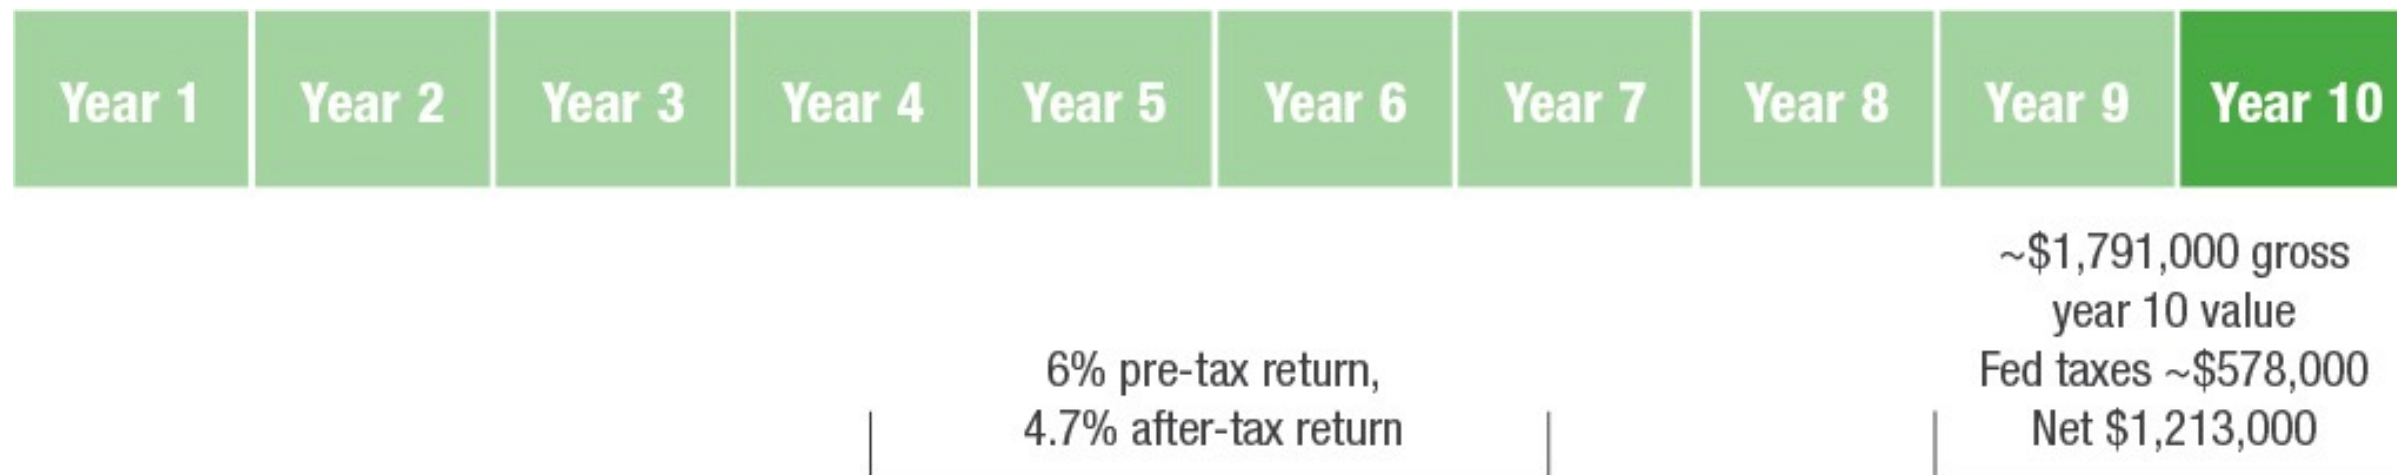 Year 1 Year 2 Year 3 Year 4 Year 5 Year 6 Year 7 Year 8 Year 9 Year 10
6% pre-tax return,
4.7% after-tax return
~$1,791,000 gross
year 10 value
Fed taxes ~$578,000
Net $1,213,000